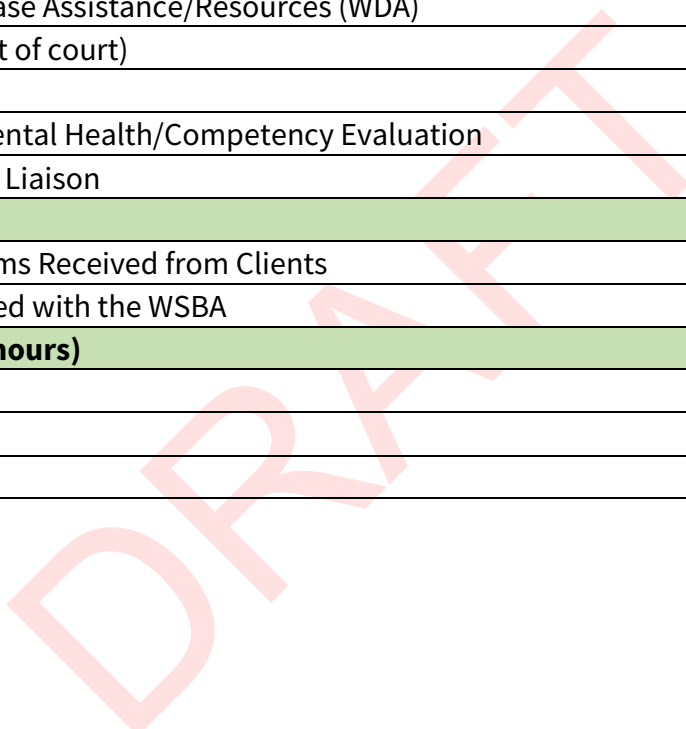 ase Assistance/Resources (WDA)
t of court)
ental Health/Competency Evaluation
Liaison
ms Received from Clients
ed with the WSBA
hours)
DRAFT